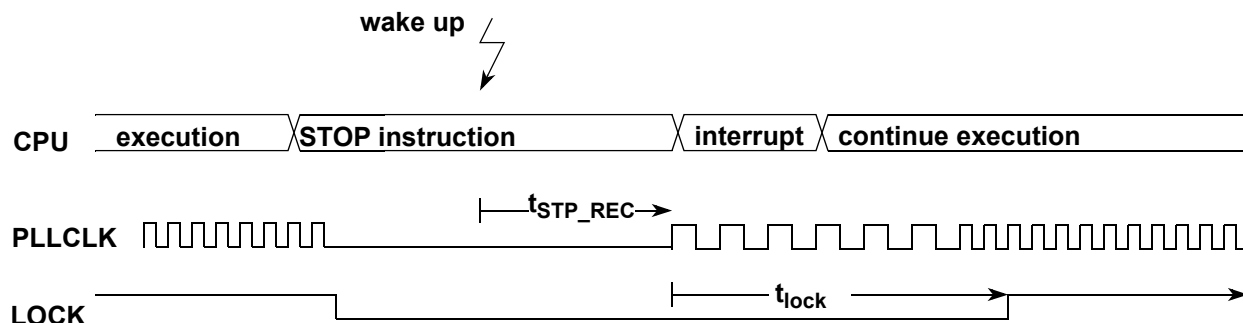 wake up
CPU execution STOP instruction interrupt continue execution
tSTP_REC
PLLCLK
tlock
LOCK